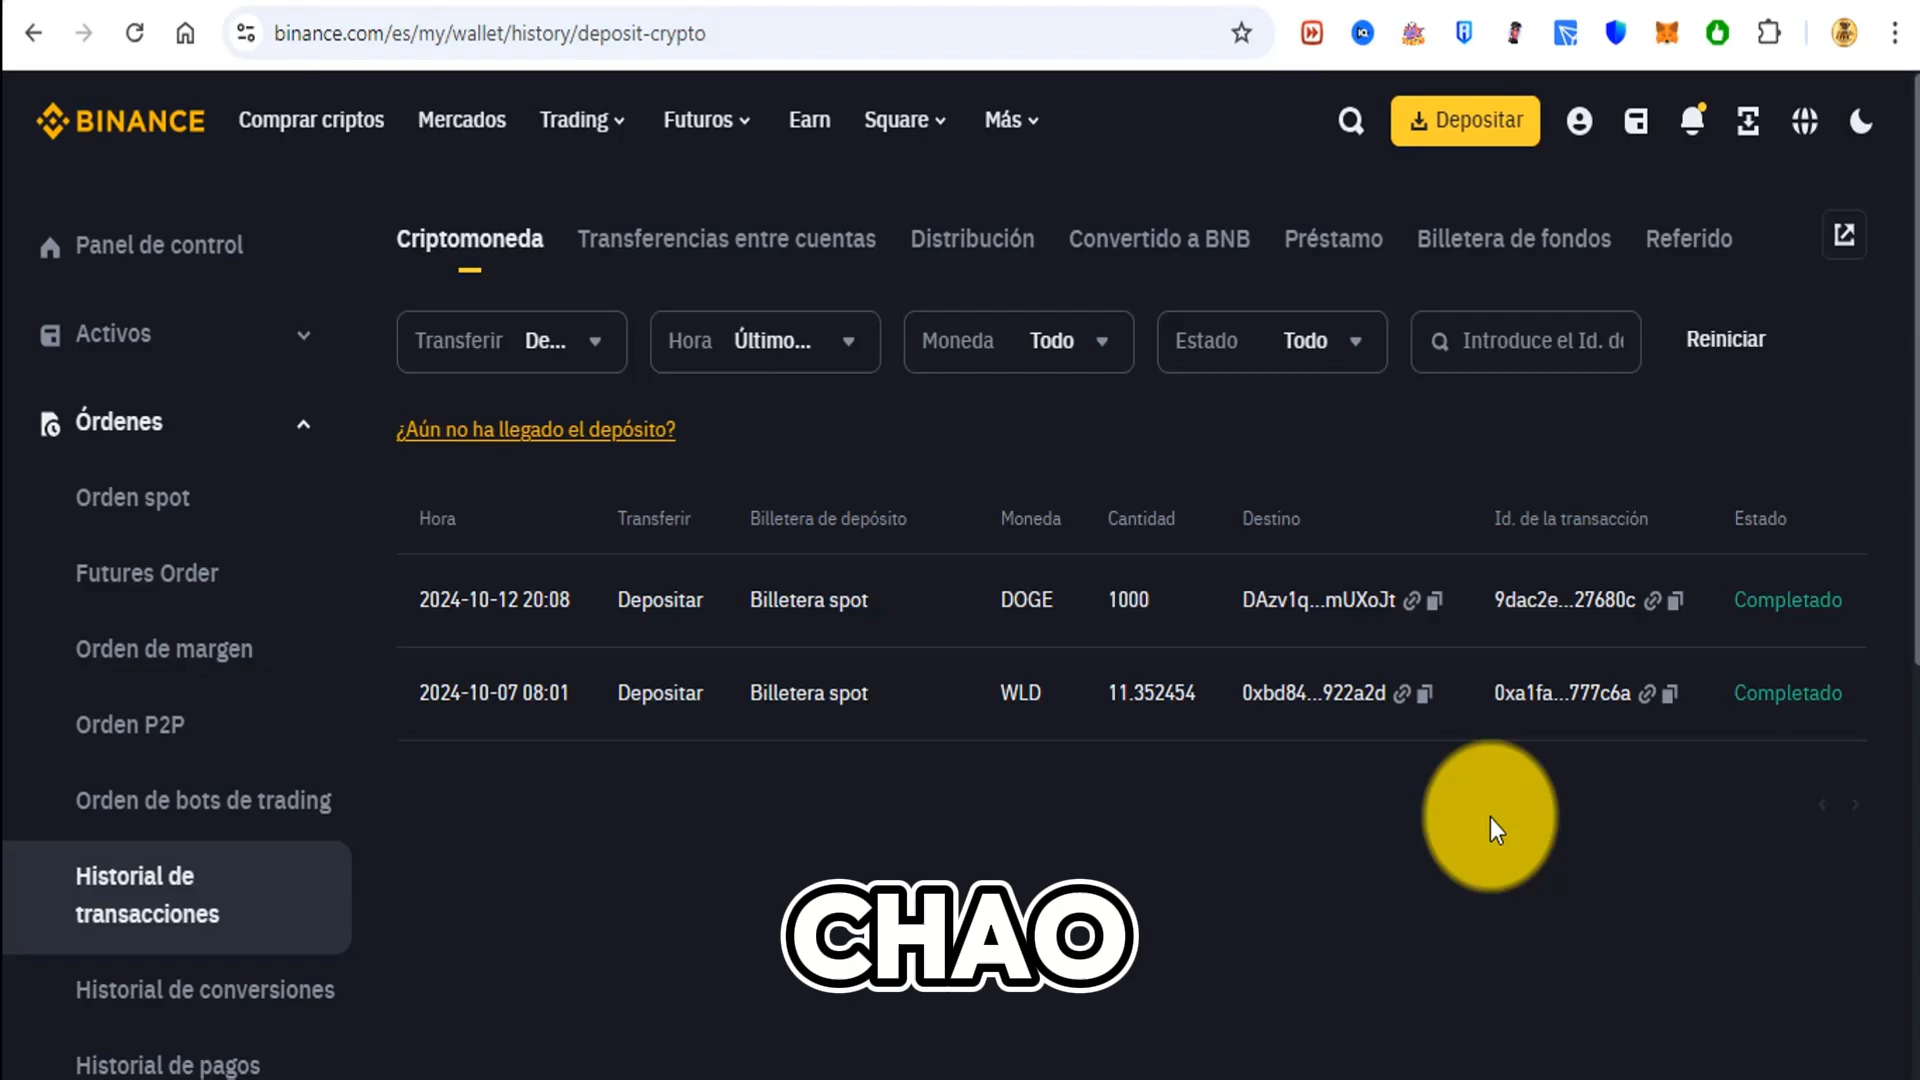 binance.com/es/my/wallet/history/deposit-crypto
BINANCE Comprar criptos Mercados Trading Futuros Earn Square Más Depositar
Panel de control
Activos
Órdenes
Orden spot
Futures Order
Orden de margen
Orden P2P
Orden de bots de trading
Historial de
transacciones
Historial de conversiones
Historial de pagos
Criptomoneda Transferencias entre cuentas Distribución Convertido a BNB Préstamo Billetera de fondos Referido
Transferir De... Hora Último... Moneda Todo Estado Todo Introduce el Id. de Reiniciar
¿Aún no ha llegado el depósito?
Hora Transferir Billetera de depósito Moneda Cantidad Destino Id. de la transacción Estado
2024-10-12 20:08 Depositar Billetera spot DOGE 1000 DAzv1q...mUXoJt 9dac2e...27680c Completado
2024-10-07 08:01 Depositar Billetera spot WLD 11.352454 0xbd84...922a2d 0xa1fa...777c6a Completado
CHAO